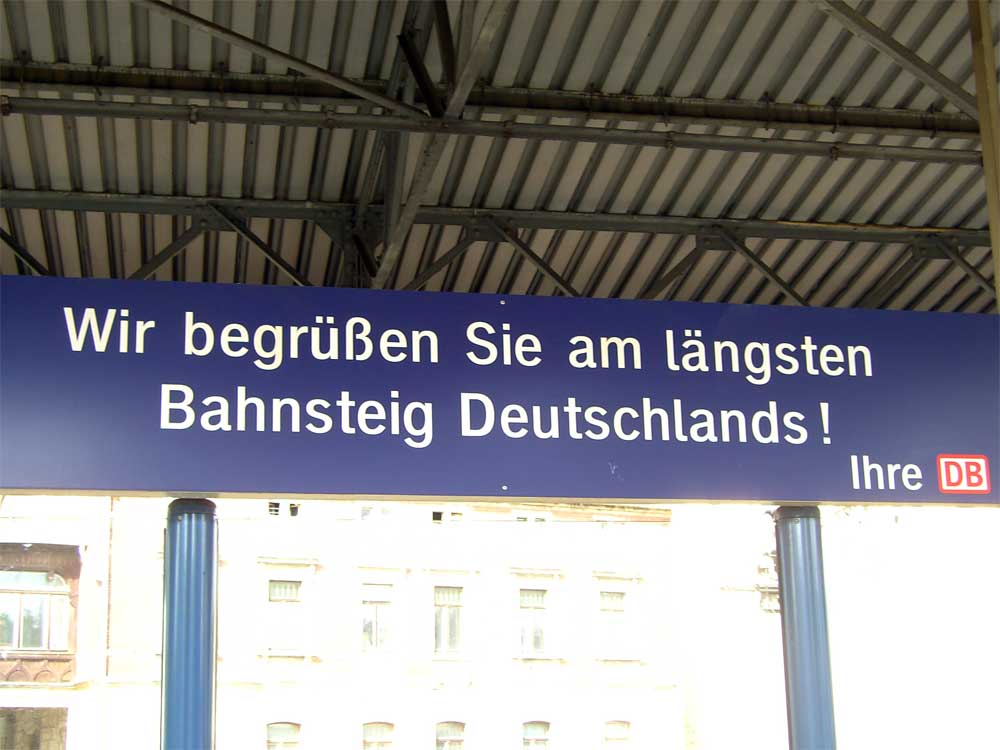 Wir begrüßen Sie am längsten
Bahnsteig Deutschlands!
Ihre DB